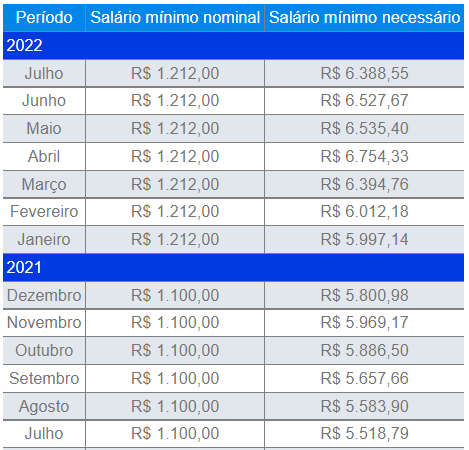 Período Salário mínimo nominal Salário mínimo necessário
2022
Julho R$ 1.212,00 R$ 6.388,55
Junho R$ 1.212,00 R$ 6.527,67
Maio R$ 1.212,00 R$ 6.535,40
Abril R$ 1.212,00 R$ 6.754,33
Março R$ 1.212,00 R$ 6.394,76
Fevereiro R$ 1.212,00 R$ 6.012,18
Janeiro R$ 1.212,00 R$ 5.997,14
2021
Dezembro R$ 1.100,00 R$ 5.800,98
Novembro R$ 1.100,00 R$ 5.969,17
Outubro R$ 1.100,00 R$ 5.886,50
Setembro R$ 1.100,00 R$ 5.657,66
Agosto R$ 1.100,00 R$ 5.583,90
Julho R$ 1.100,00 R$ 5.518,79